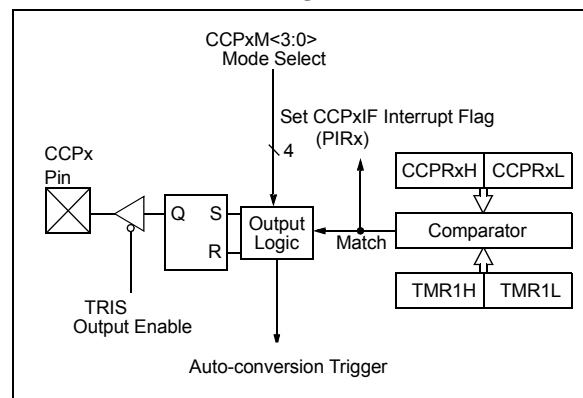 CCPxM<3:0>
Mode Select
Set CCPxIF Interrupt Flag
(PIRx)
4
CCPx
Pin
CCPRxH CCPRxL
Q S
R
Output
Logic
Match
Comparator
TMR1H TMR1L
TRIS
Output Enable
Auto-conversion Trigger